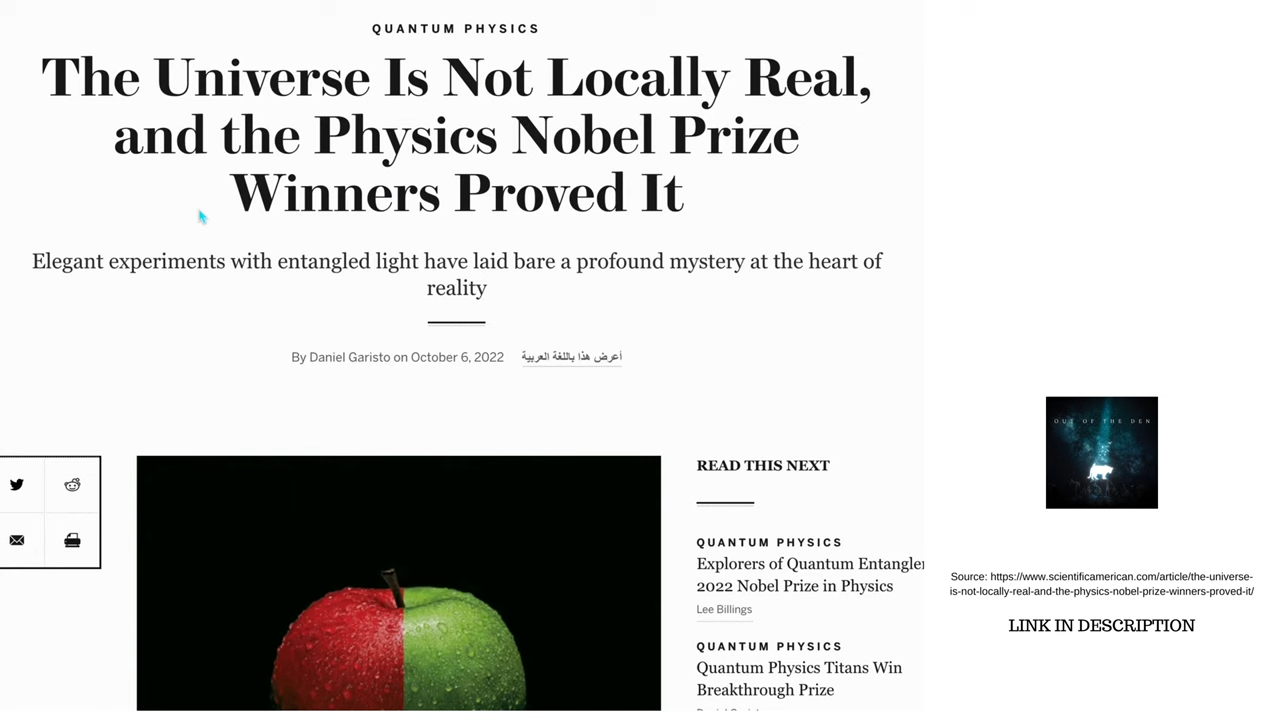 QUANTUM PHYSICS
The Universe Is Not Locally Real,
and the Physics Nobel Prize
Winners Proved It
Elegant experiments with entangled light have laid bare a profound mystery at the heart of
reality
By Daniel Garisto on October 6, 2022
أعرض هذا باللغة العربية
READ THIS NEXT
QUANTUM PHYSICS
Explorers of Quantum Entangle
2022 Nobel Prize in Physics
Lee Billings
QUANTUM PHYSICS
Quantum Physics Titans Win
Breakthrough Prize
OUT OF THE DEN
Source: https://www.scientificamerican.com/article/the-universe-
is-not-locally-real-and-the-physics-nobel-prize-winners-proved-it/
LINK IN DESCRIPTION